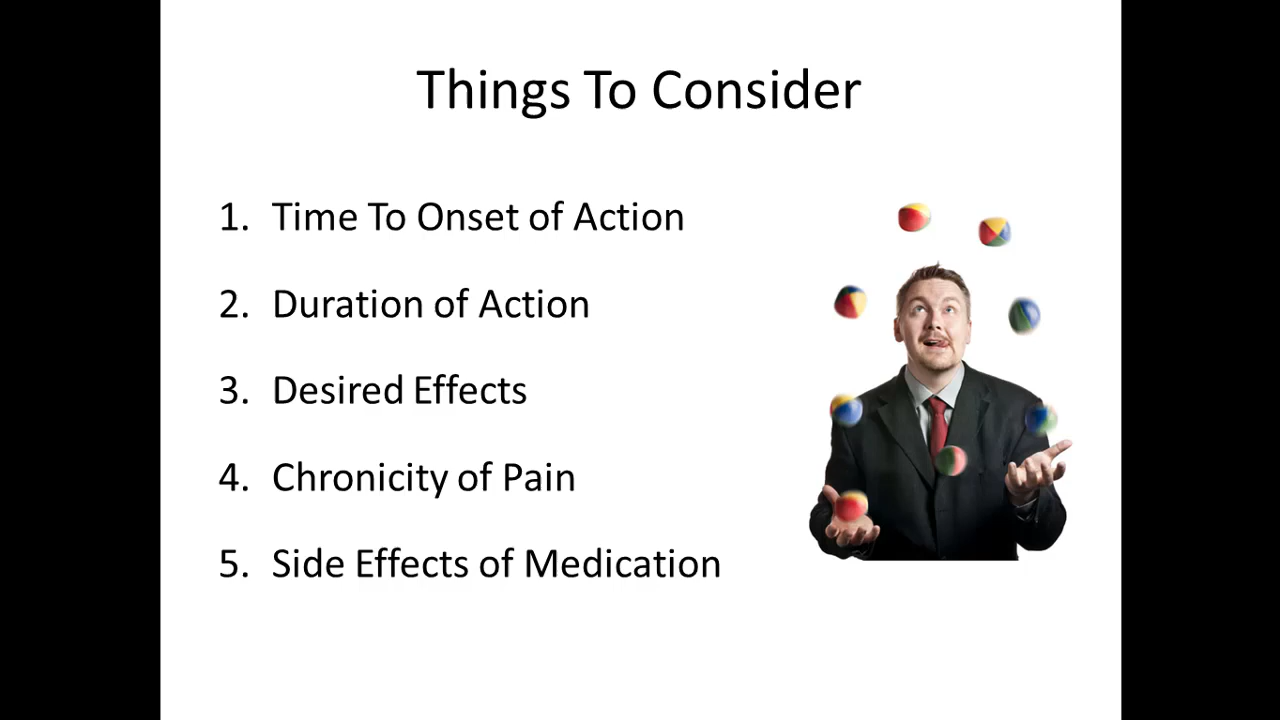 Things To Consider
1. Time To Onset of Action
2. Duration of Action
3. Desired Effects
4. Chronicity of Pain
5. Side Effects of Medication